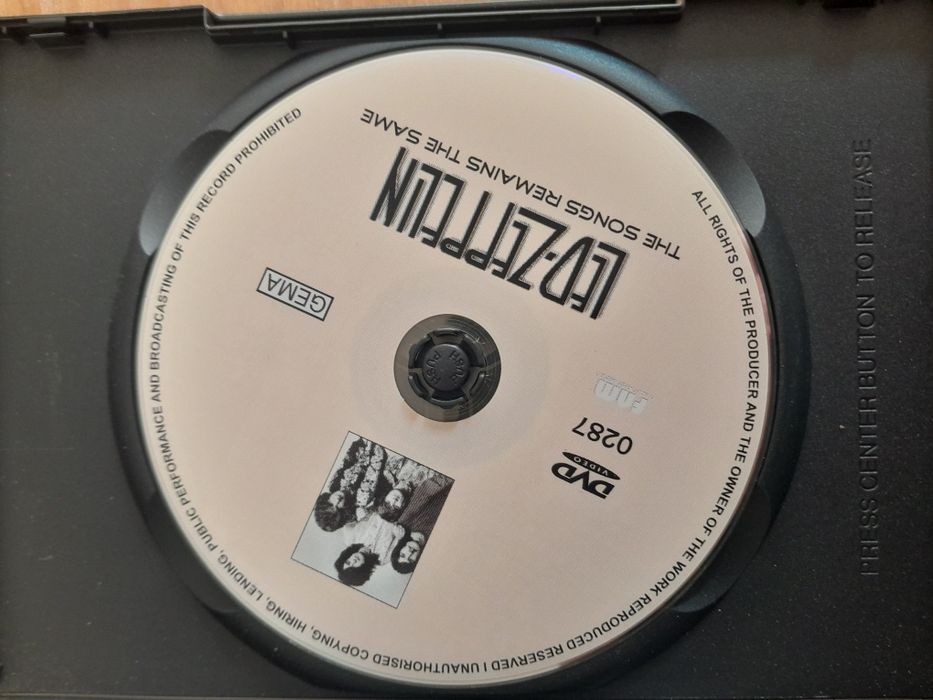 THE SONGS REMAINS THE SAME
LED-ZEPPELIN
GEMA
PUSH
PUSH
0287
DVD
VIDEO
ALL RIGHTS OF THE PRODUCER AND THE OWNER OF THE WORK REPRODUCED RESERVED I UNAUTHORISED COPYING, HIRING, LENDING, PUBLIC PERFORMANCE AND BROADCASTING OF THIS RECORD PROHIBITED
PRESS CENTER BUTTON TO RELEASE